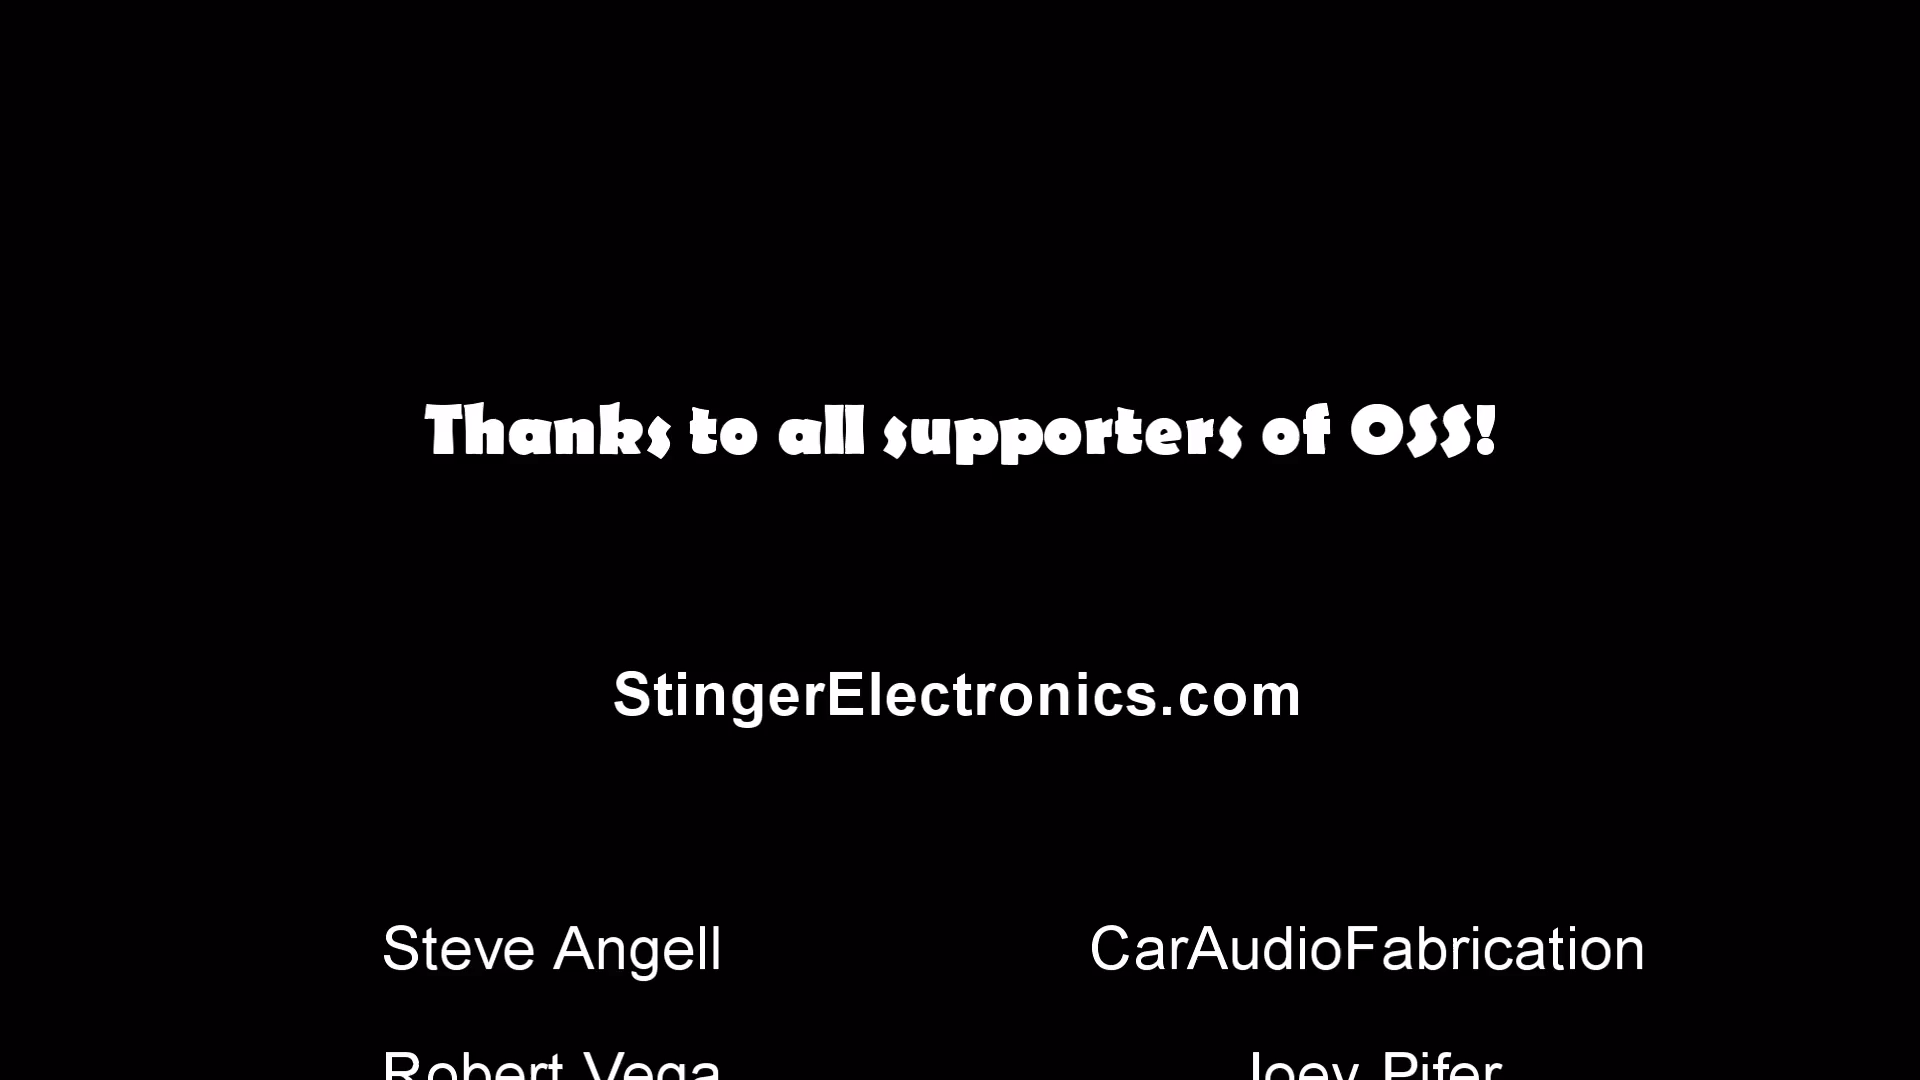 Thanks to all supporters of OSS!
StingerElectronics.com
Steve Angell CarAudioFabrication
Robert Vega Joey Pifer